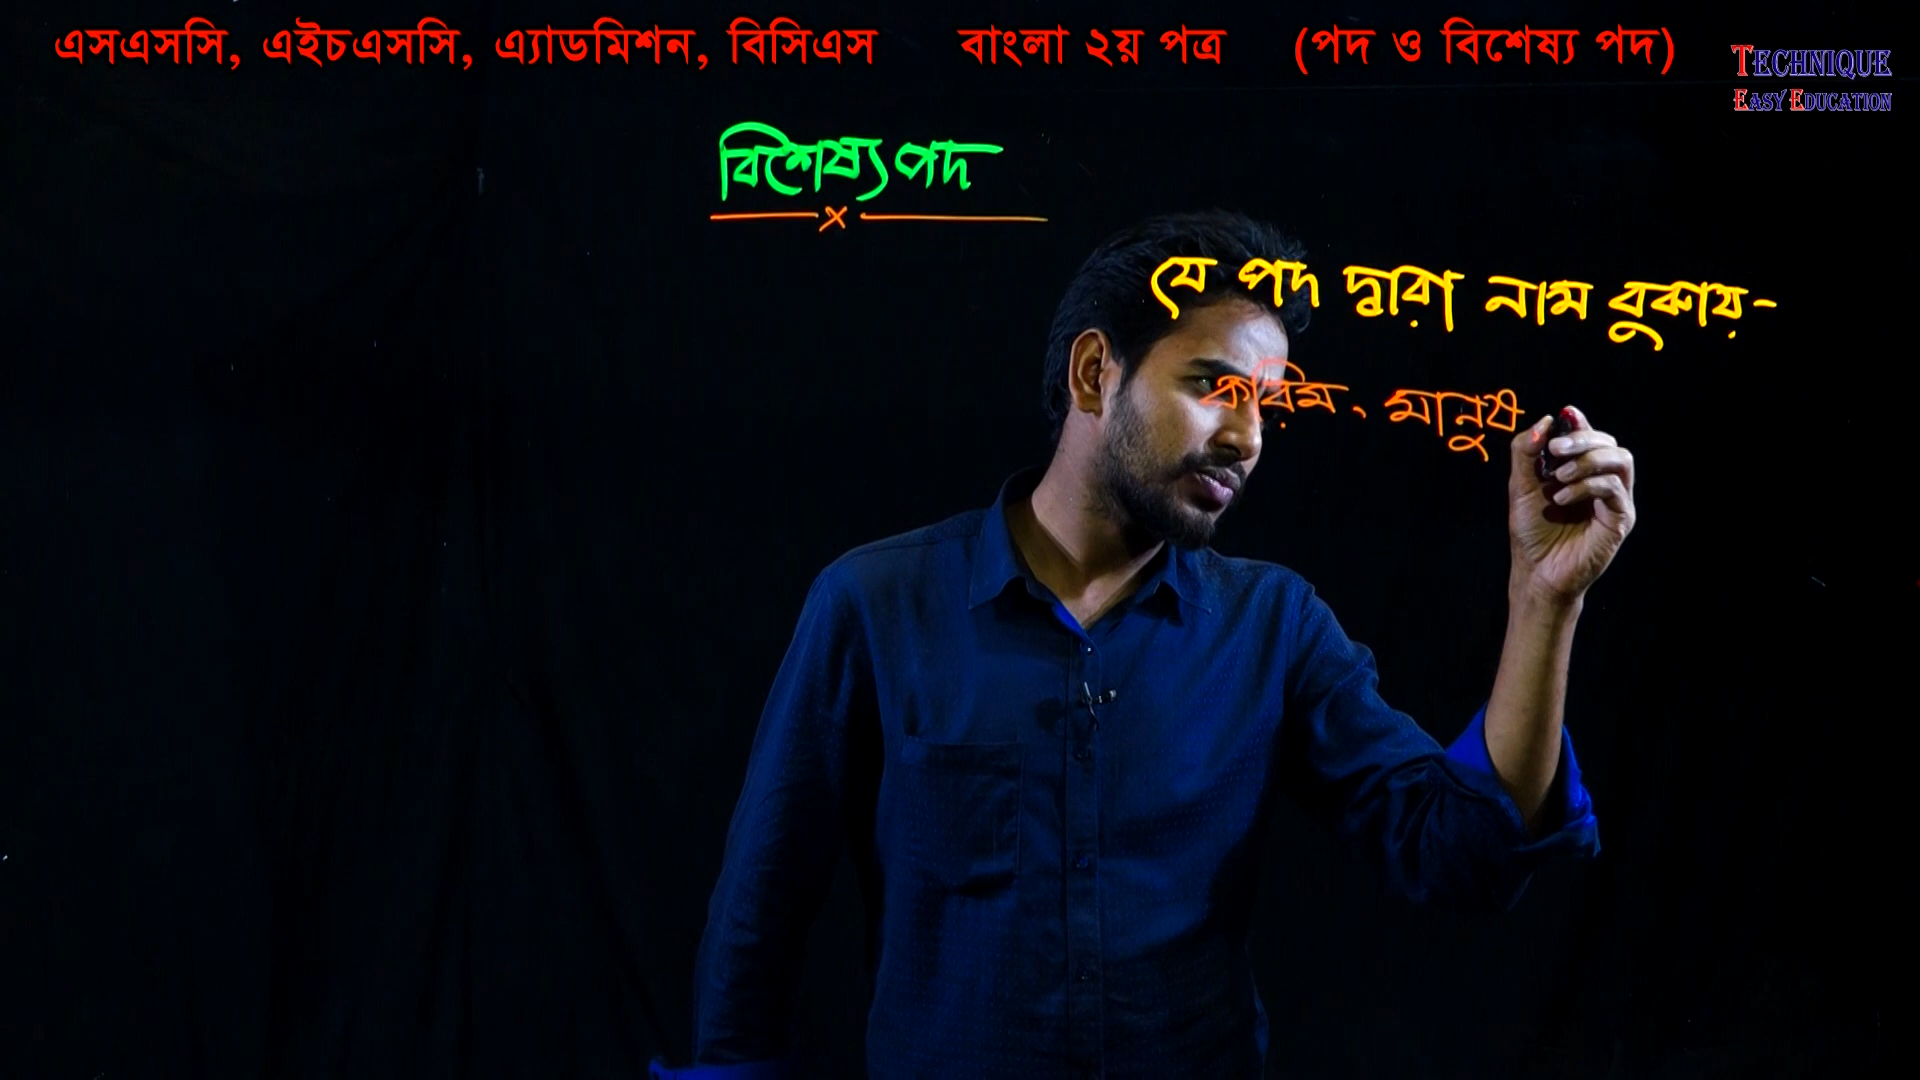 এসএসসি, এইচএসসি, এ্যাডমিশন, বিসিএস বাংলা ২য় পত্র (পদ ও বিশেষ্য পদ)
TECHNIQUE
EASY EDUCATION
বিশেষ্য পদ
যে পদ দ্বারা নাম বুঝায়-
করিম, মানুষ